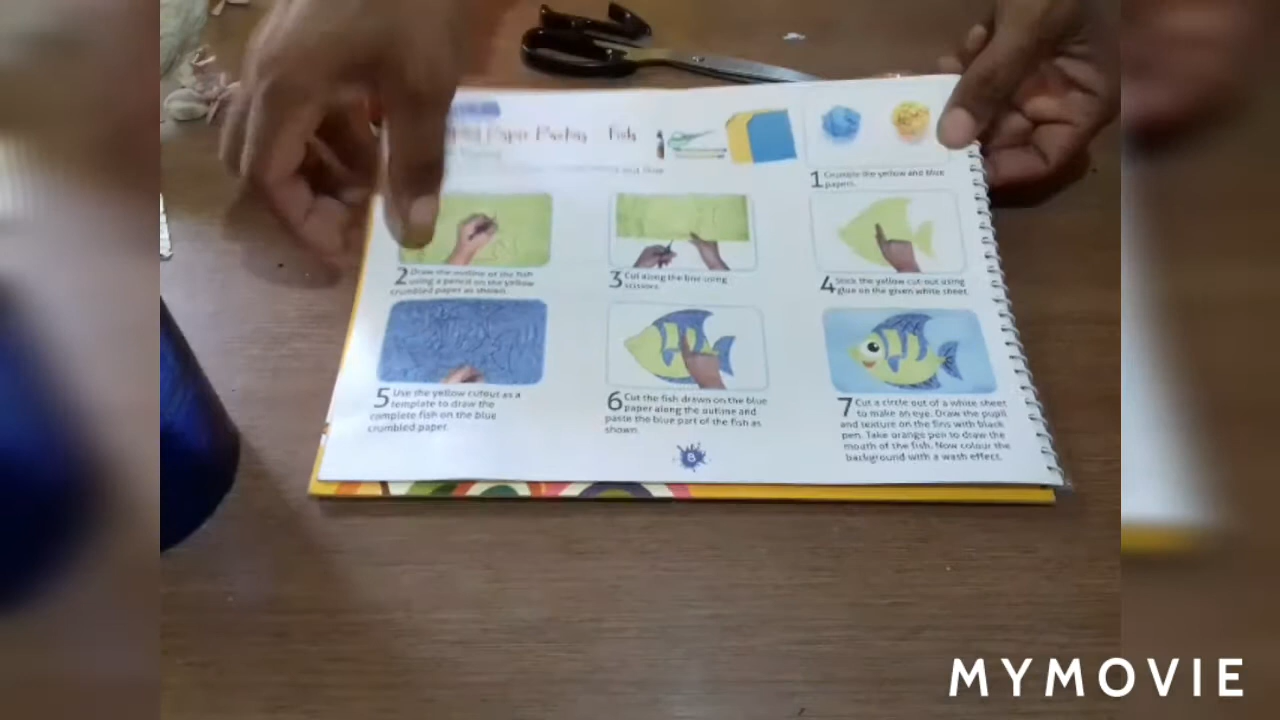 Paper Fish
and blue
1 Crumple the yellow and blue
papers.
2 Draw the outline of the fish
using a pencil on the yellow
crumbled paper as shown.
3 Cut along the line using
scissors.
4 Stick the yellow cut-out using
glue on the given white sheet.
5 Use the yellow cutout as a
template to draw the
complete fish on the blue
crumbled paper.
6 Cut the fish drawn on the blue
paper along the outline and
paste the blue part of the fish as
shown.
7 Cut a circle out of a white sheet
to make an eye. Draw the pupil
and texture on the fins with black
pen. Take orange pen to draw the
mouth of the fish. Now colour the
background with a wash effect.
8
MYMOVIE